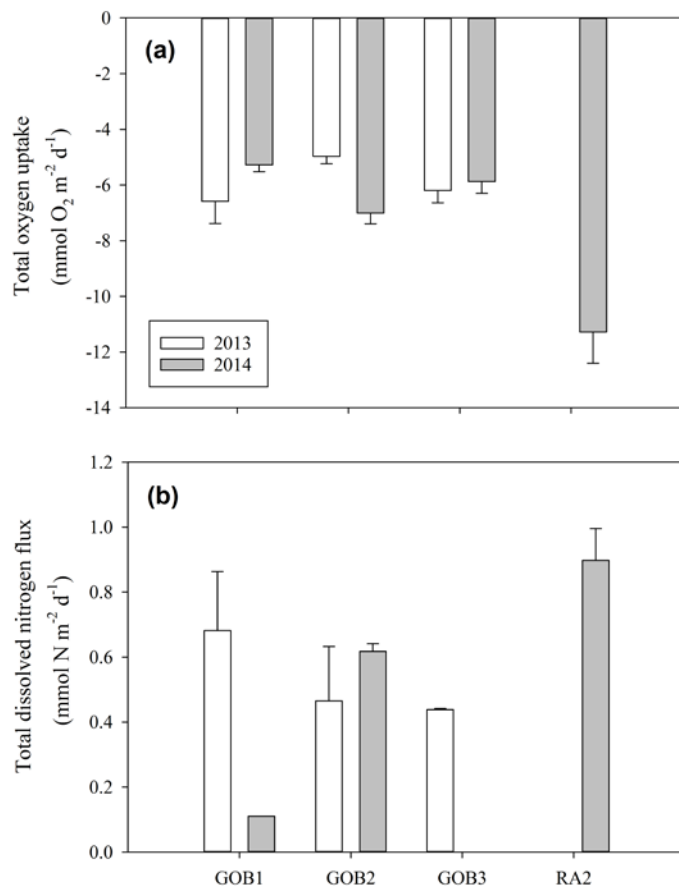 (a)
Total oxygen uptake
(mmol O₂ m⁻² d⁻¹)
0
-2
-4
-6
-8
-10
-12
-14
2013
2014
(b)
Total dissolved nitrogen flux
(mmol N m⁻² d⁻¹)
1.2
1.0
0.8
0.6
0.4
0.2
0.0
GOB1 GOB2 GOB3 RA2